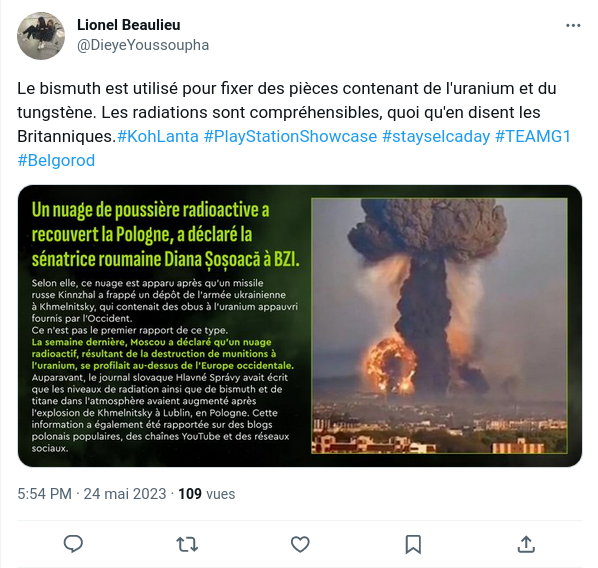 Lionel Beaulieu
@DieyeYoussoupha
Le bismuth est utilisé pour fixer des pièces contenant de l'uranium et du
tungstène. Les radiations sont compréhensibles, quoi qu'en disent les
Britanniques.#KohLanta #PlayStationShowcase #stayselcaday #TEAMG1
#Belgorod
Un nuage de poussière radioactive a
recouvert la Pologne, a déclaré la
sénatrice roumaine Diana Șoșoacă à BZI.
Selon elle, ce nuage est apparu après qu'un missile
russe Kinnzhal a frappé un dépôt de l'armée ukrainienne
à Khmelnitsky, qui contenait des obus à l'uranium appauvri
fournis par l'Occident.
Ce n'est pas le premier rapport de ce type.
La semaine dernière, Moscou a déclaré qu'un nuage
radioactif, résultant de la destruction de munitions à
l'uranium, se profilait au-dessus de l'Europe occidentale.
Auparavant, le journal slovaque Hlavné Správy avait écrit
que les niveaux de radiation ainsi que de bismuth et de
titane dans l'atmosphère avaient augmenté après
l'explosion de Khmelnitsky à Lublin, en Pologne. Cette
information a également été rapportée sur des blogs
polonais populaires, des chaînes YouTube et des réseaux
sociaux.
5:54 PM · 24 mai 2023 · 109 vues